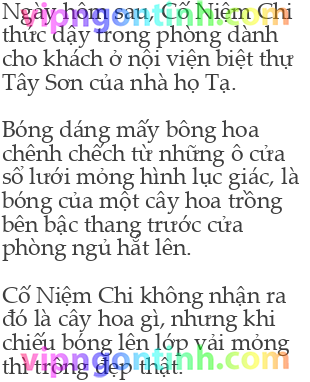 Ngày hôm sau, Cố Niệm Chi
thức dậy trong phòng dành
cho khách ở nội viện biệt thự
Tây Sơn của nhà họ Tạ.
Bóng dáng mấy bông hoa
chênh chếch từ những ô cửa
sổ lưới mỏng hình lục giác, là
bóng của một cây hoa trồng
bên bậc thang trước cửa
phòng ngủ hắt lên.
Cố Niệm Chi không nhận ra
đó là cây hoa gì, nhưng khi
chiếu bóng lên lớp vải mỏng
thì trông đẹp thật.
vipngontinh.com
vipngontinh.com